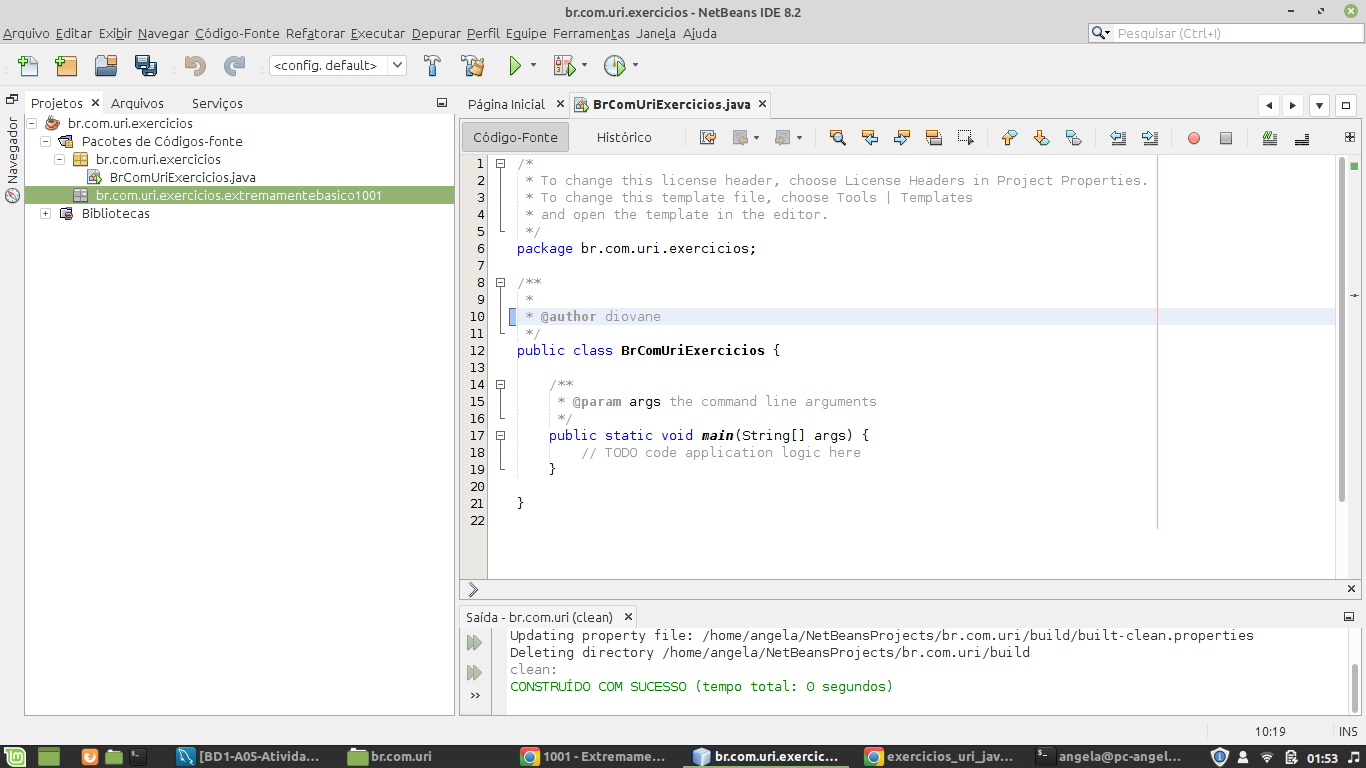 br.com.uri.exercicios - NetBeans IDE 8.2
Arquivo Editar Exibir Navegar Código-Fonte Refatorar Executar Depurar Perfil Equipe Ferramentas Janela Ajuda
Pesquisar (Ctrl+I)
<config. default>
Projetos
Arquivos
Serviços
Navegador
br.com.uri.exercicios
Pacotes de Códigos-fonte
br.com.uri.exercicios
BrComUriExercicios.java
br.com.uri.exercicios.extremamentebasico1001
Bibliotecas
Página Inicial
BrComUriExercicios.java
Código-Fonte
Histórico
1 /*
2 * To change this license header, choose License Headers in Project Properties.
3 * To change this template file, choose Tools | Templates
4 * and open the template in the editor.
5 */
6 package br.com.uri.exercicios;
7
8 /**
9 *
10 * @author diovane
11 */
12 public class BrComUriExercicios {
13
14 /**
15 * @param args the command line arguments
16 */
17 public static void main(String[] args) {
18 // TODO code application logic here
19 }
20
21 }
22
Saída - br.com.uri (clean)
Updating property file: /home/angela/NetBeansProjects/br.com.uri/build/built-clean.properties
Deleting directory /home/angela/NetBeansProjects/br.com.uri/build
clean:
CONSTRUÍDO COM SUCESSO (tempo total: 0 segundos)
10:19
INS
[BD1-A05-Ativida...
br.com.uri
1001 - Extremame...
br.com.uri.exercic...
exercicios_uri_jav...
angela@pc-angel...
01:53